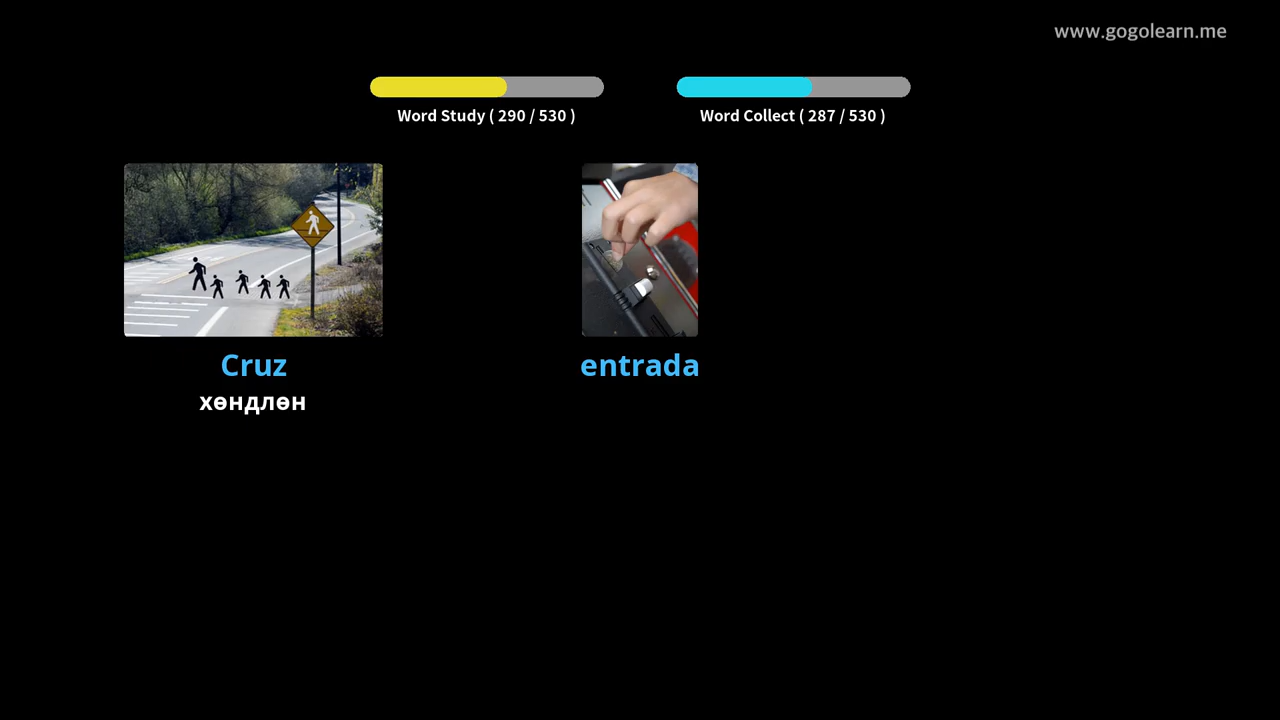 www.gogolearn.me
Word Study ( 290 / 530 )
Word Collect ( 287 / 530 )
Cruz
хөндлөн
entrada